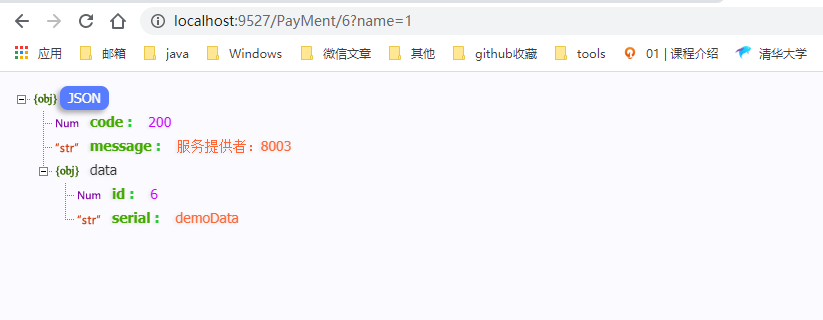 localhost:9527/PayMent/6?name=1
应用 邮箱 java Windows 微信文章 其他 github收藏 tools 01 | 课程介绍 清华大学
{obj} JSON
Num code : 200
"str" message : 服务提供者：8003
{obj} data
Num id : 6
"str" serial : demoData